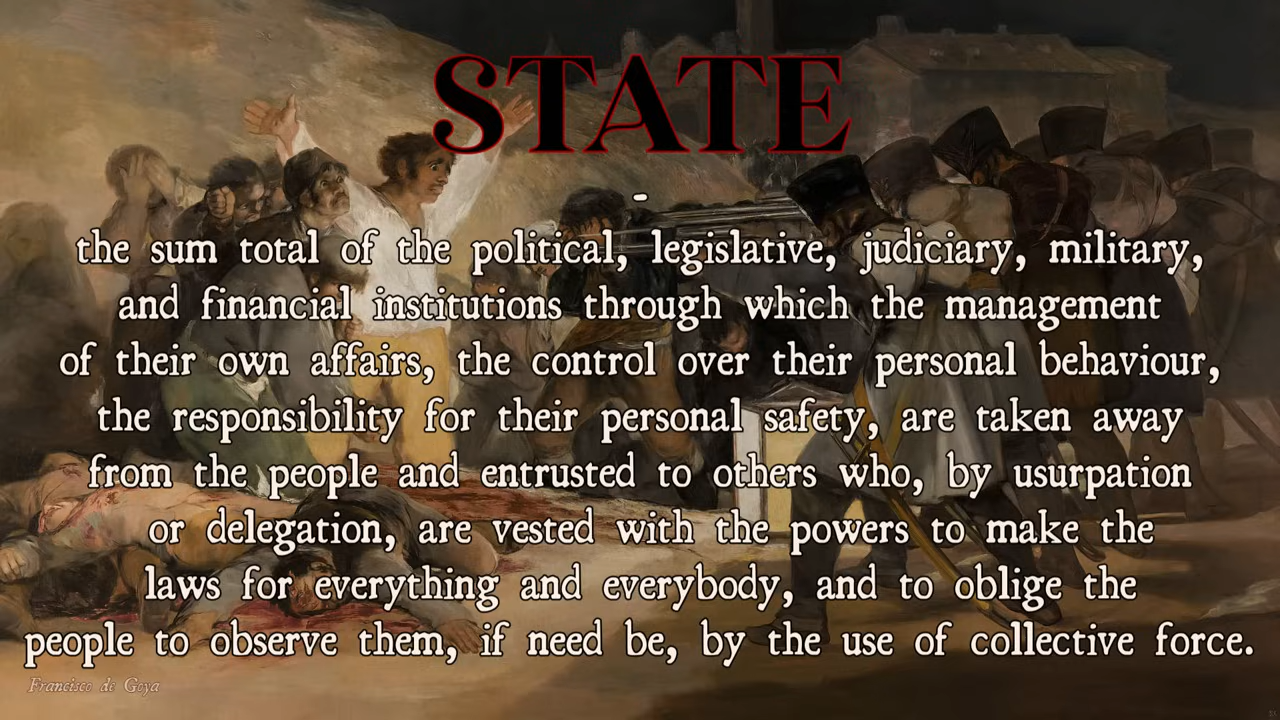 STATE
-
the sum total of the political, legislative, judiciary, military,
and financial institutions through which the management
of their own affairs, the control over their personal behaviour,
the responsibility for their personal safety, are taken away
from the people and entrusted to others who, by usurpation
or delegation, are vested with the powers to make the
laws for everything and everybody, and to oblige the
people to observe them, if need be, by the use of collective force.
Francisco de Goya